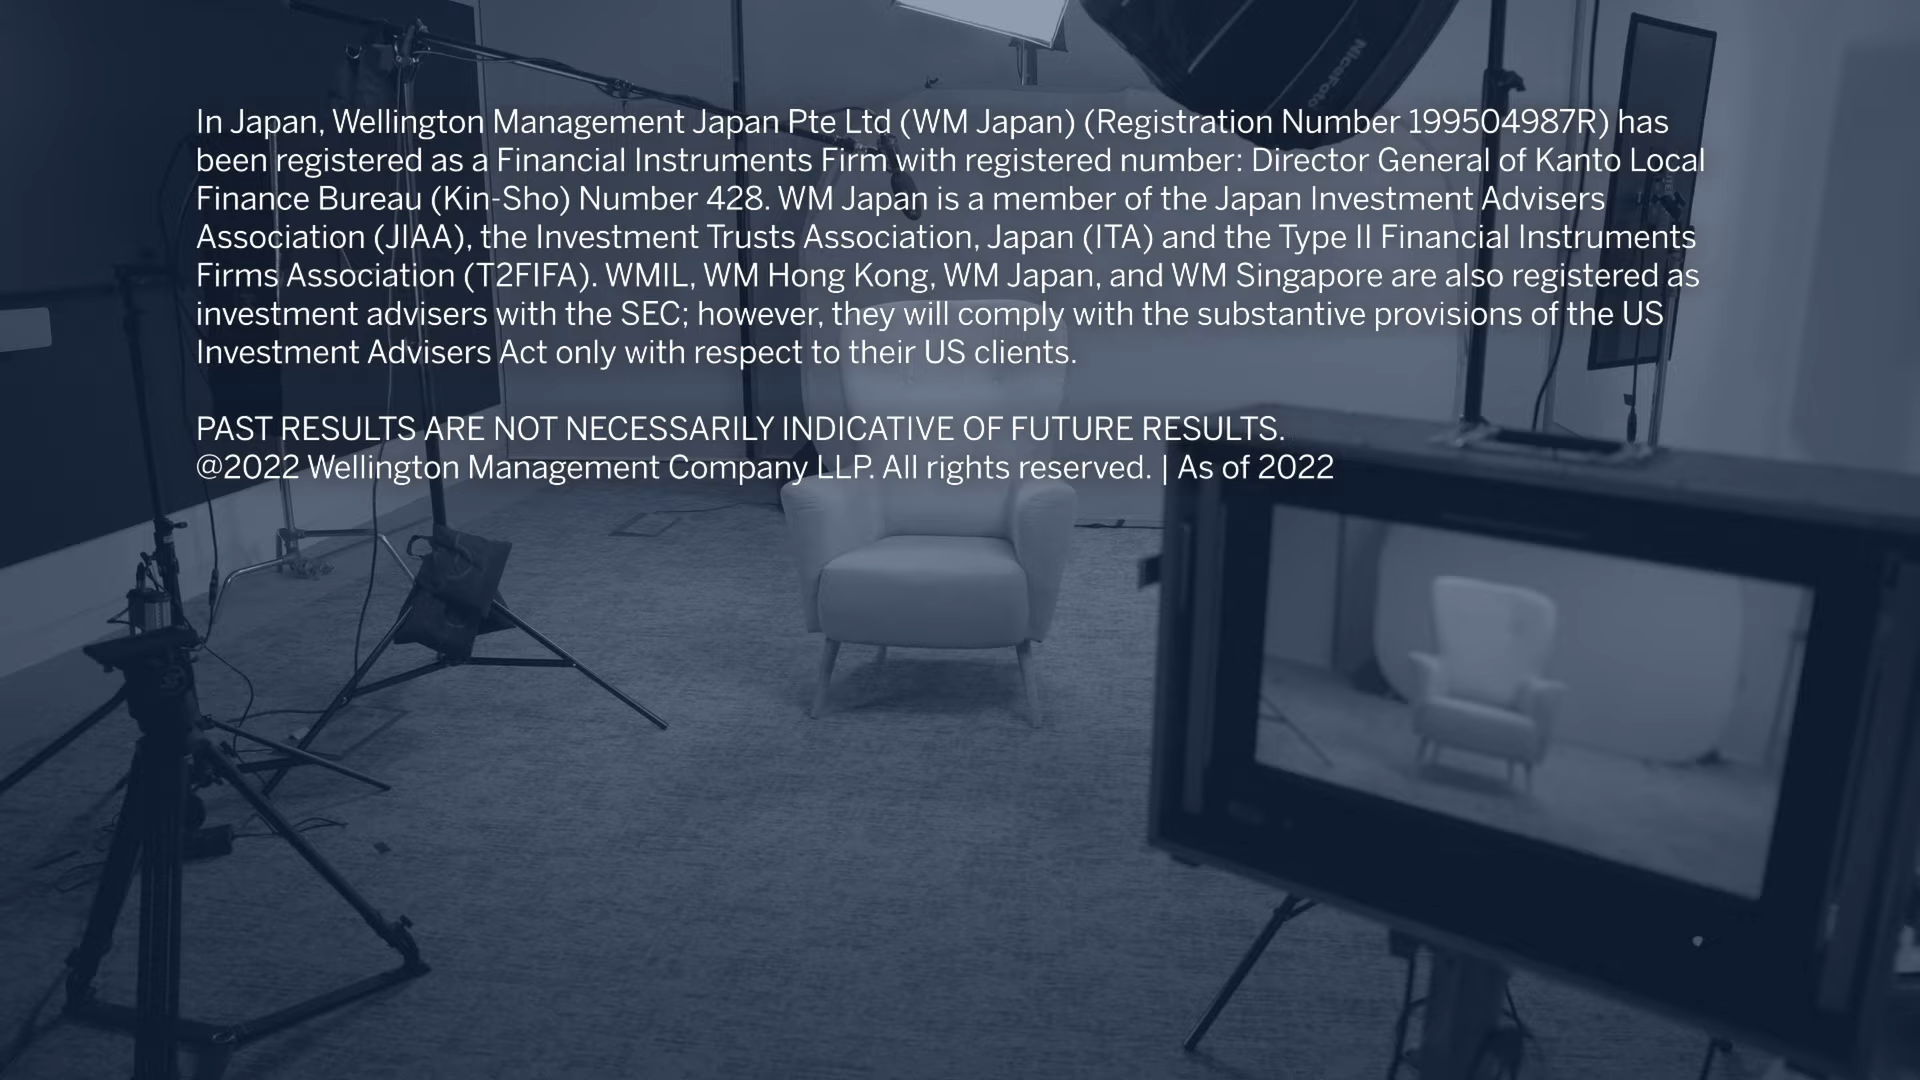 In Japan, Wellington Management Japan Pte Ltd (WM Japan) (Registration Number 199504987R) has
been registered as a Financial Instruments Firm with registered number: Director General of Kanto Local
Finance Bureau (Kin-Sho) Number 428. WM Japan is a member of the Japan Investment Advisers
Association (JIAA), the Investment Trusts Association, Japan (ITA) and the Type II Financial Instruments
Firms Association (T2FIFA). WMIL, WM Hong Kong, WM Japan, and WM Singapore are also registered as
investment advisers with the SEC; however, they will comply with the substantive provisions of the US
Investment Advisers Act only with respect to their US clients.
PAST RESULTS ARE NOT NECESSARILY INDICATIVE OF FUTURE RESULTS.
@2022 Wellington Management Company LLP. All rights reserved. | As of 2022
NiceFoto